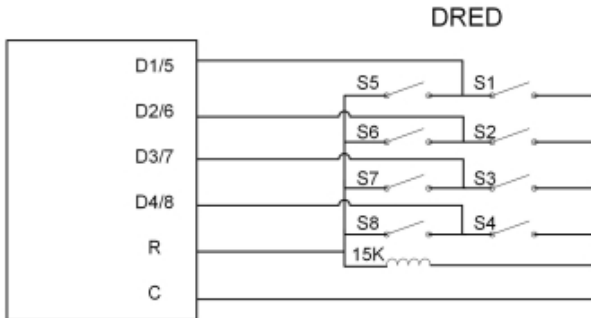 DRED
D1/5
S5 S1
D2/6
S6 S2
D3/7
S7 S3
D4/8
S8 S4
R
15K
C